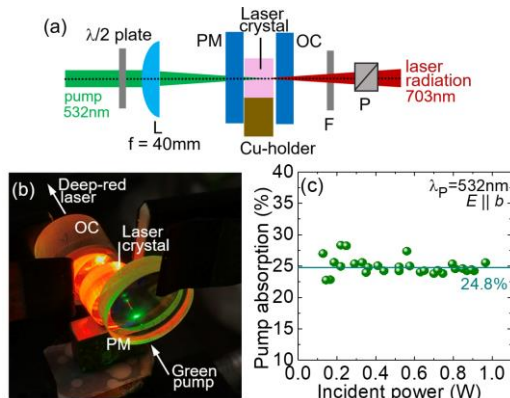 (a)
λ/2 plate
PM
Laser
crystal
OC
laser
radiation
703nm
pump
532nm
L
f = 40mm
Cu-holder
F
P
(b)
Deep-red
laser
OC
Laser
crystal
PM
Green
pump
(c)
λP=532nm
E || b
24.8%
Pump absorption (%)
40
35
30
25
20
15
10
0.0 0.2 0.4 0.6 0.8 1.0
Incident power (W)